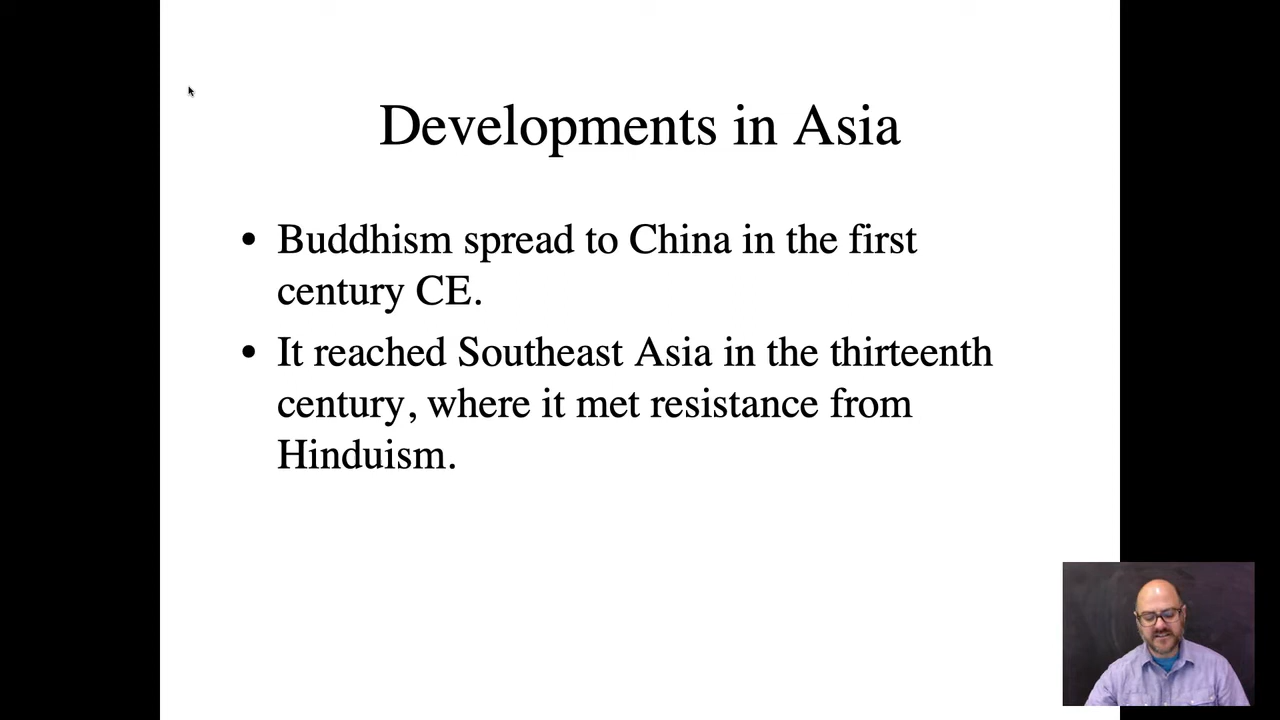 Developments in Asia
• Buddhism spread to China in the first
century CE.
• It reached Southeast Asia in the thirteenth
century, where it met resistance from
Hinduism.